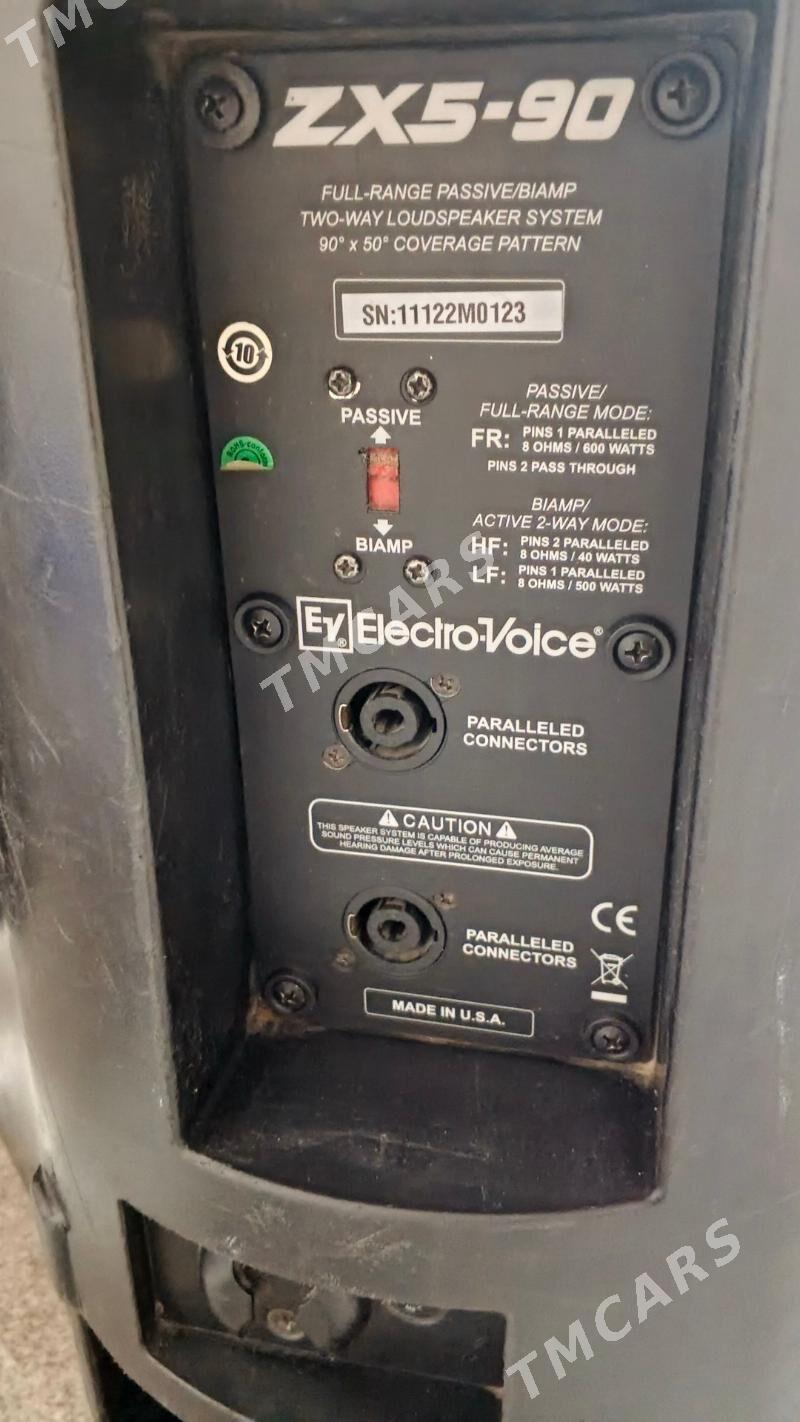 TMCARS
ZX5-90
FULL-RANGE PASSIVE/BIAMP
TWO-WAY LOUDSPEAKER SYSTEM
90° x 50° COVERAGE PATTERN
SN:11122M0123
10
PASSIVE
BIAMP
PASSIVE/
FULL-RANGE MODE:
FR: PINS 1 PARALLELED
8 OHMS / 600 WATTS
PINS 2 PASS THROUGH
BIAMP/
ACTIVE 2-WAY MODE:
HF: PINS 2 PARALLELED
8 OHMS / 40 WATTS
LF: PINS 1 PARALLELED
8 OHMS / 500 WATTS
RoHS
EV® Electro-Voice®
TMCARS
PARALLELED
CONNECTORS
CAUTION
THIS SPEAKER SYSTEM IS CAPABLE OF PRODUCING AVERAGE
SOUND PRESSURE LEVELS WHICH CAN CAUSE PERMANENT
HEARING DAMAGE AFTER PROLONGED EXPOSURE.
PARALLELED
CONNECTORS
CE
MADE IN U.S.A.
TMCARS